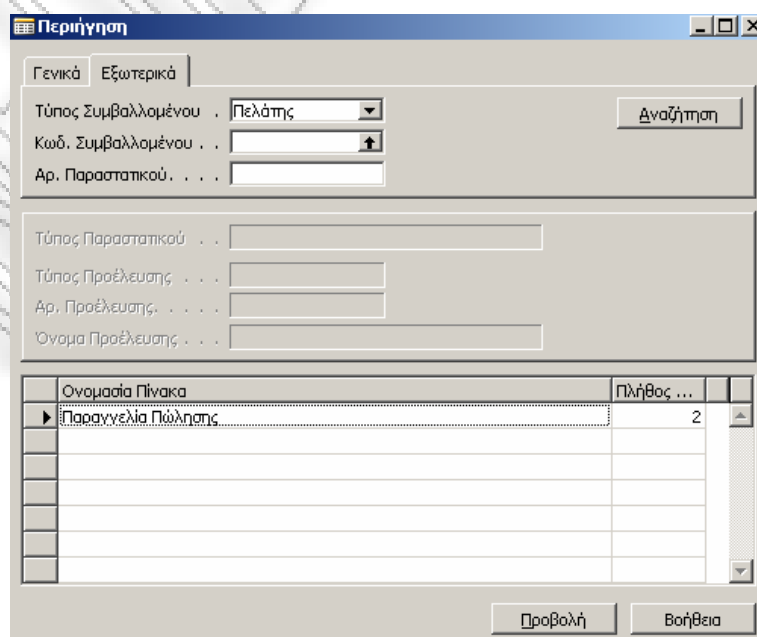 Περιήγηση
Γενικά Εξωτερικά
Τύπος Συμβαλλομένου . Πελάτης
Αναζήτηση
Κωδ. Συμβαλλομένου . .
Αρ. Παραστατικού. . . .
Τύπος Παραστατικού . .
Τύπος Προέλευσης . . .
Αρ. Προέλευσης. . . . .
Όνομα Προέλευσης . . .
Ονομασία Πίνακα Πλήθος ...
Παραγγελία Πώλησης 2
Προβολή Βοήθεια